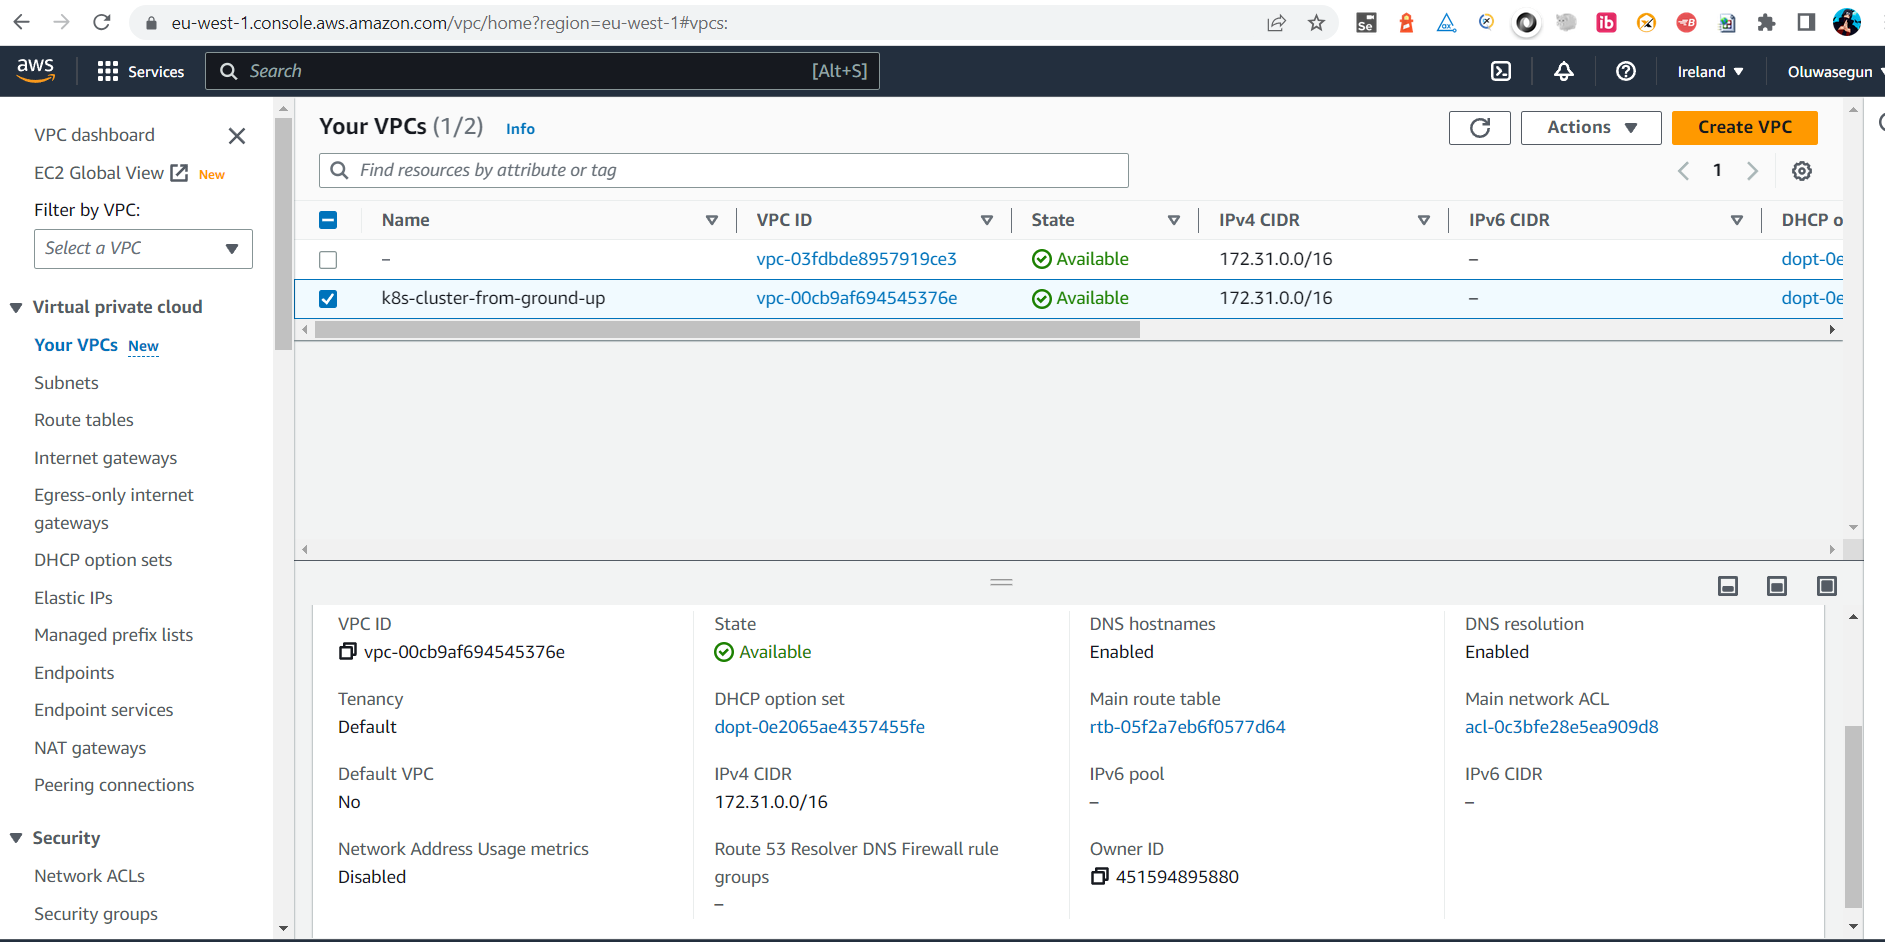 eu-west-1.console.aws.amazon.com/vpc/home?region=eu-west-1#vpcs:
aws Services Search [Alt+S] Ireland Oluwasegun
VPC dashboard
EC2 Global View New
Filter by VPC:
Select a VPC
Virtual private cloud
Your VPCs New
Subnets
Route tables
Internet gateways
Egress-only internet
gateways
DHCP option sets
Elastic IPs
Managed prefix lists
Endpoints
Endpoint services
NAT gateways
Peering connections
Security
Network ACLs
Security groups
Your VPCs (1/2) Info
Actions Create VPC
Find resources by attribute or tag
1
Name VPC ID State IPv4 CIDR IPv6 CIDR DHCP o
– vpc-03fdbde8957919ce3 Available 172.31.0.0/16 – dopt-0e
k8s-cluster-from-ground-up vpc-00cb9af694545376e Available 172.31.0.0/16 – dopt-0e
VPC ID State DNS hostnames DNS resolution
vpc-00cb9af694545376e Available Enabled Enabled
Tenancy DHCP option set Main route table Main network ACL
Default dopt-0e2065ae4357455fe rtb-05f2a7eb6f0577d64 acl-0c3bfe28e5ea909d8
Default VPC IPv4 CIDR IPv6 pool IPv6 CIDR
No 172.31.0.0/16 – –
Network Address Usage metrics Route 53 Resolver DNS Firewall rule Owner ID
Disabled groups 451594895880
–